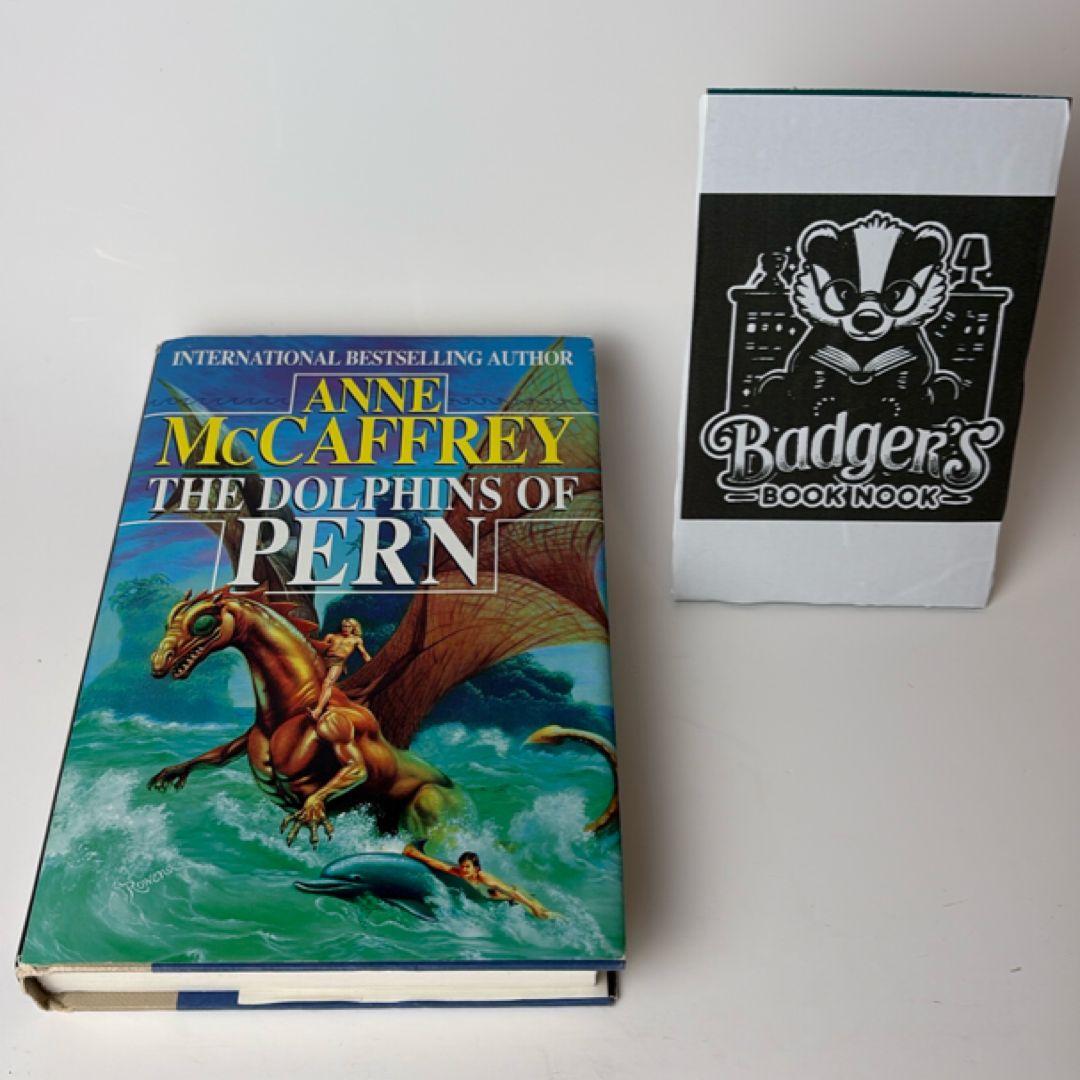 INTERNATIONAL BESTSELLING AUTHOR
ANNE
McCAFFREY
THE DOLPHINS OF
PERN
Badger's
BOOK NOOK